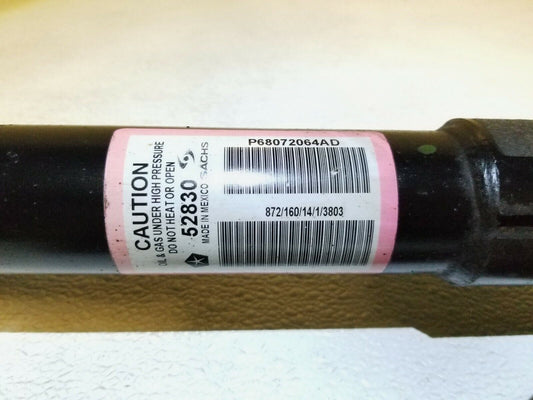 CAUTION
OIL & GAS UNDER HIGH PRESSURE
DO NOT HEAT OR OPEN
52830
MADE IN MEXICO
SACHS
P68072064AD
872/160/14/1/3803